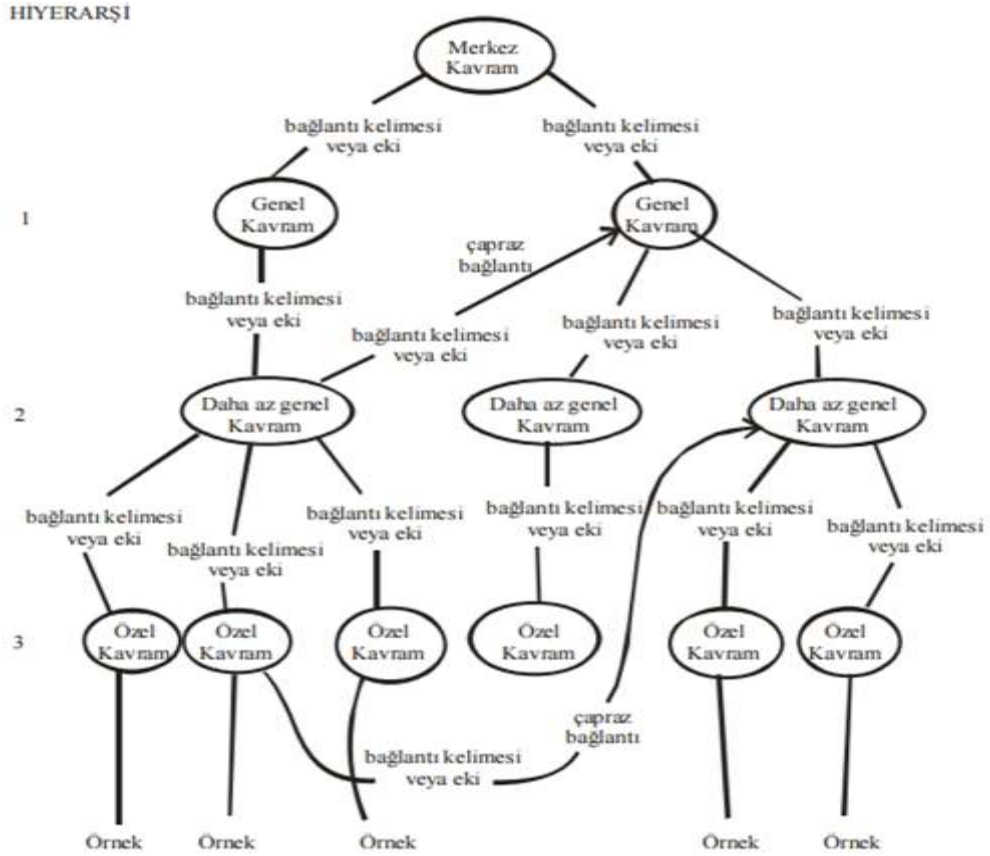 HİYERARŞİ
Merkez
Kavram
bağlantı kelimesi
veya eki
bağlantı kelimesi
veya eki
1
Genel
Kavram
Genel
Kavram
çapraz
bağlantı
bağlantı kelimesi
veya eki
bağlantı kelimesi
veya eki
bağlantı kelimesi
veya eki
bağlantı kelimesi
veya eki
2
Daha az genel
Kavram
Daha az genel
Kavram
Daha az genel
Kavram
bağlantı kelimesi
veya eki
bağlantı kelimesi
veya eki
bağlantı kelimesi
veya eki
bağlantı kelimesi
veya eki
bağlantı kelimesi
veya eki
bağlantı kelimesi
veya eki
3
Özel
Kavram
Özel
Kavram
Özel
Kavram
Özel
Kavram
Özel
Kavram
Özel
Kavram
çapraz
bağlantı
bağlantı kelimesi
veya eki
Örnek
Örnek
Örnek
Örnek
Örnek